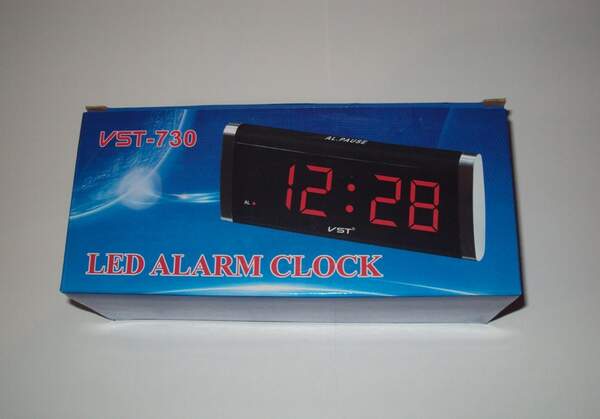 VST-730
AL.PAUSE
12:28
AL
VST
LED ALARM CLOCK